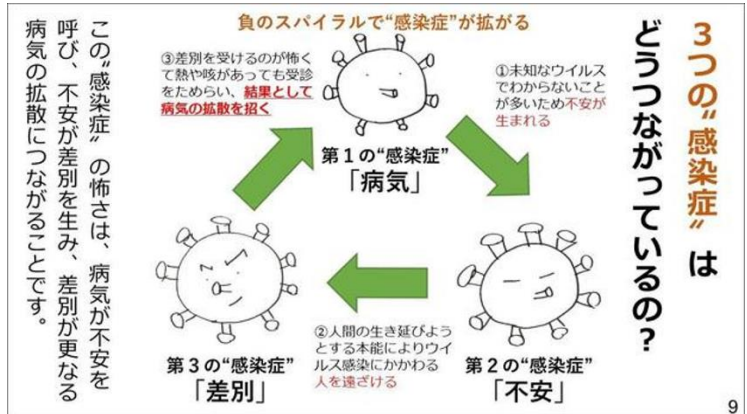 3つの“感染症”は
どうつながっているの?
負のスパイラルで“感染症”が拡がる
①未知なウイルス
でわからないこと
が多いため不安が
生まれる
第1の“感染症”
「病気」
第2の“感染症”
「不安」
②人間の生き延びよう
とする本能によりウイ
ルス感染にかかわる
人を遠ざける
第3の“感染症”
「差別」
③差別を受けるのが怖く
て熱や咳があっても受診
をためらい、結果として
病気の拡散を招く
この“感染症”の怖さは、病気が不安を
呼び、不安が差別を生み、差別が更なる
病気の拡散につながることです。
9